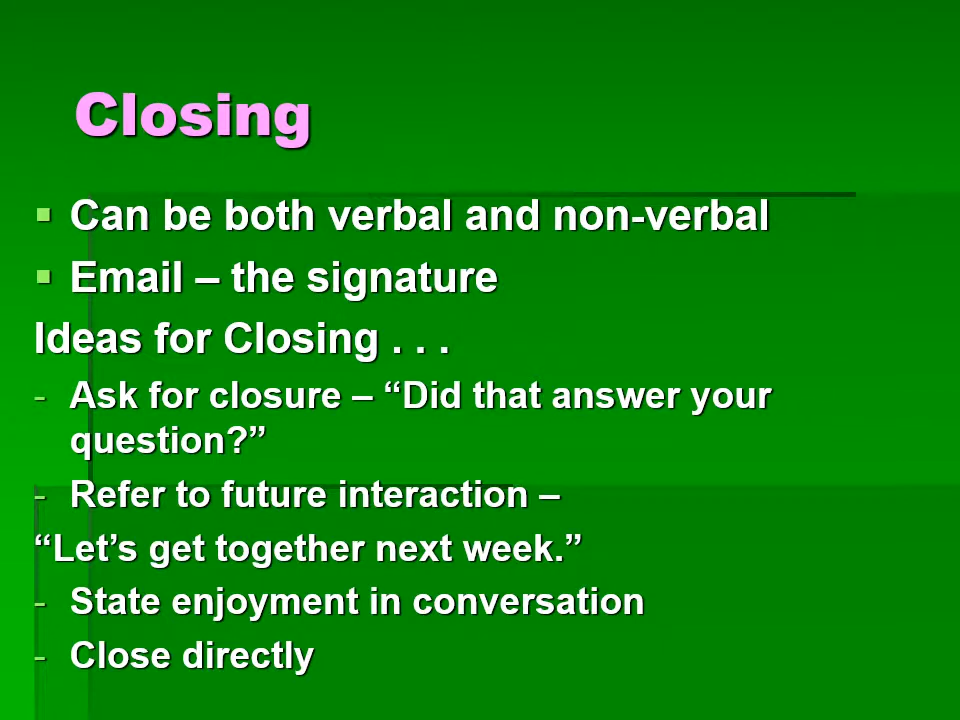 Closing
▪ Can be both verbal and non-verbal
▪ Email – the signature
Ideas for Closing . . .
- Ask for closure – “Did that answer your
question?”
- Refer to future interaction –
“Let’s get together next week.”
- State enjoyment in conversation
- Close directly